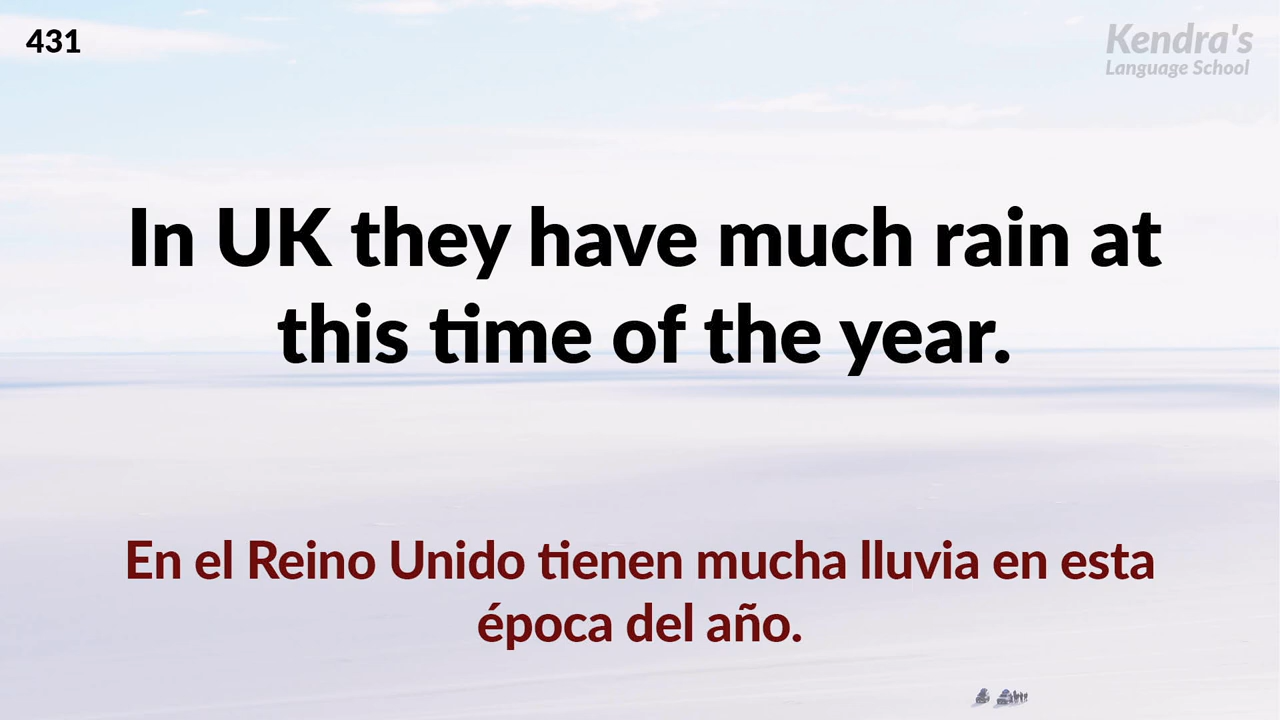 431
Kendra's
Language School
In UK they have much rain at
this time of the year.
En el Reino Unido tienen mucha lluvia en esta
época del año.